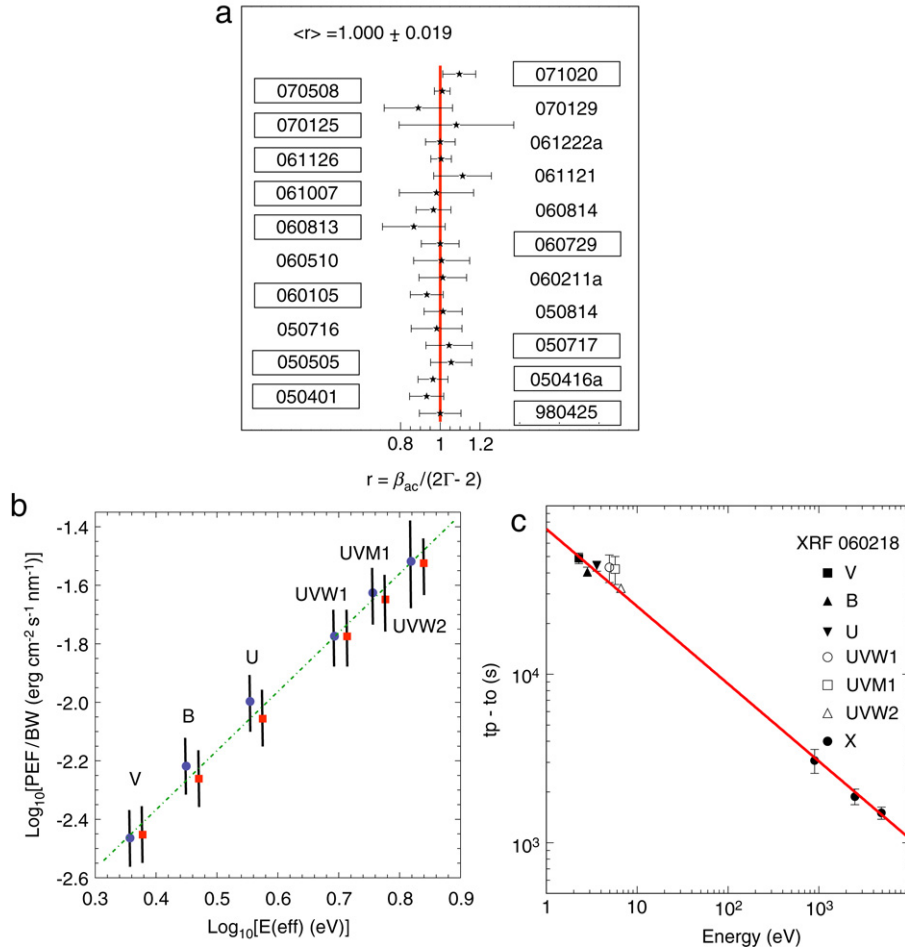 a
<r> =1.000 ± 0.019
071020
070508
070129
070125
061222a
061126
061121
061007
060814
060813
060729
060510
060211a
060105
050814
050716
050717
050505
050416a
050401
980425
0.8 1 1.2
r = βac/(2Γ- 2)
b
-1.4
-1.6
-1.8
-2.0
-2.2
-2.4
-2.6
Log10[PEF/BW (erg cm-2 s-1 nm-1)]
V
B
U
UVW1
UVM1
UVW2
0.3 0.4 0.5 0.6 0.7 0.8 0.9
Log10[E(eff) (eV)]
c
XRF 060218
V
B
U
UVW1
UVM1
UVW2
X
tp - to (s)
10⁴
10³
1 10 10² 10³
Energy (eV)